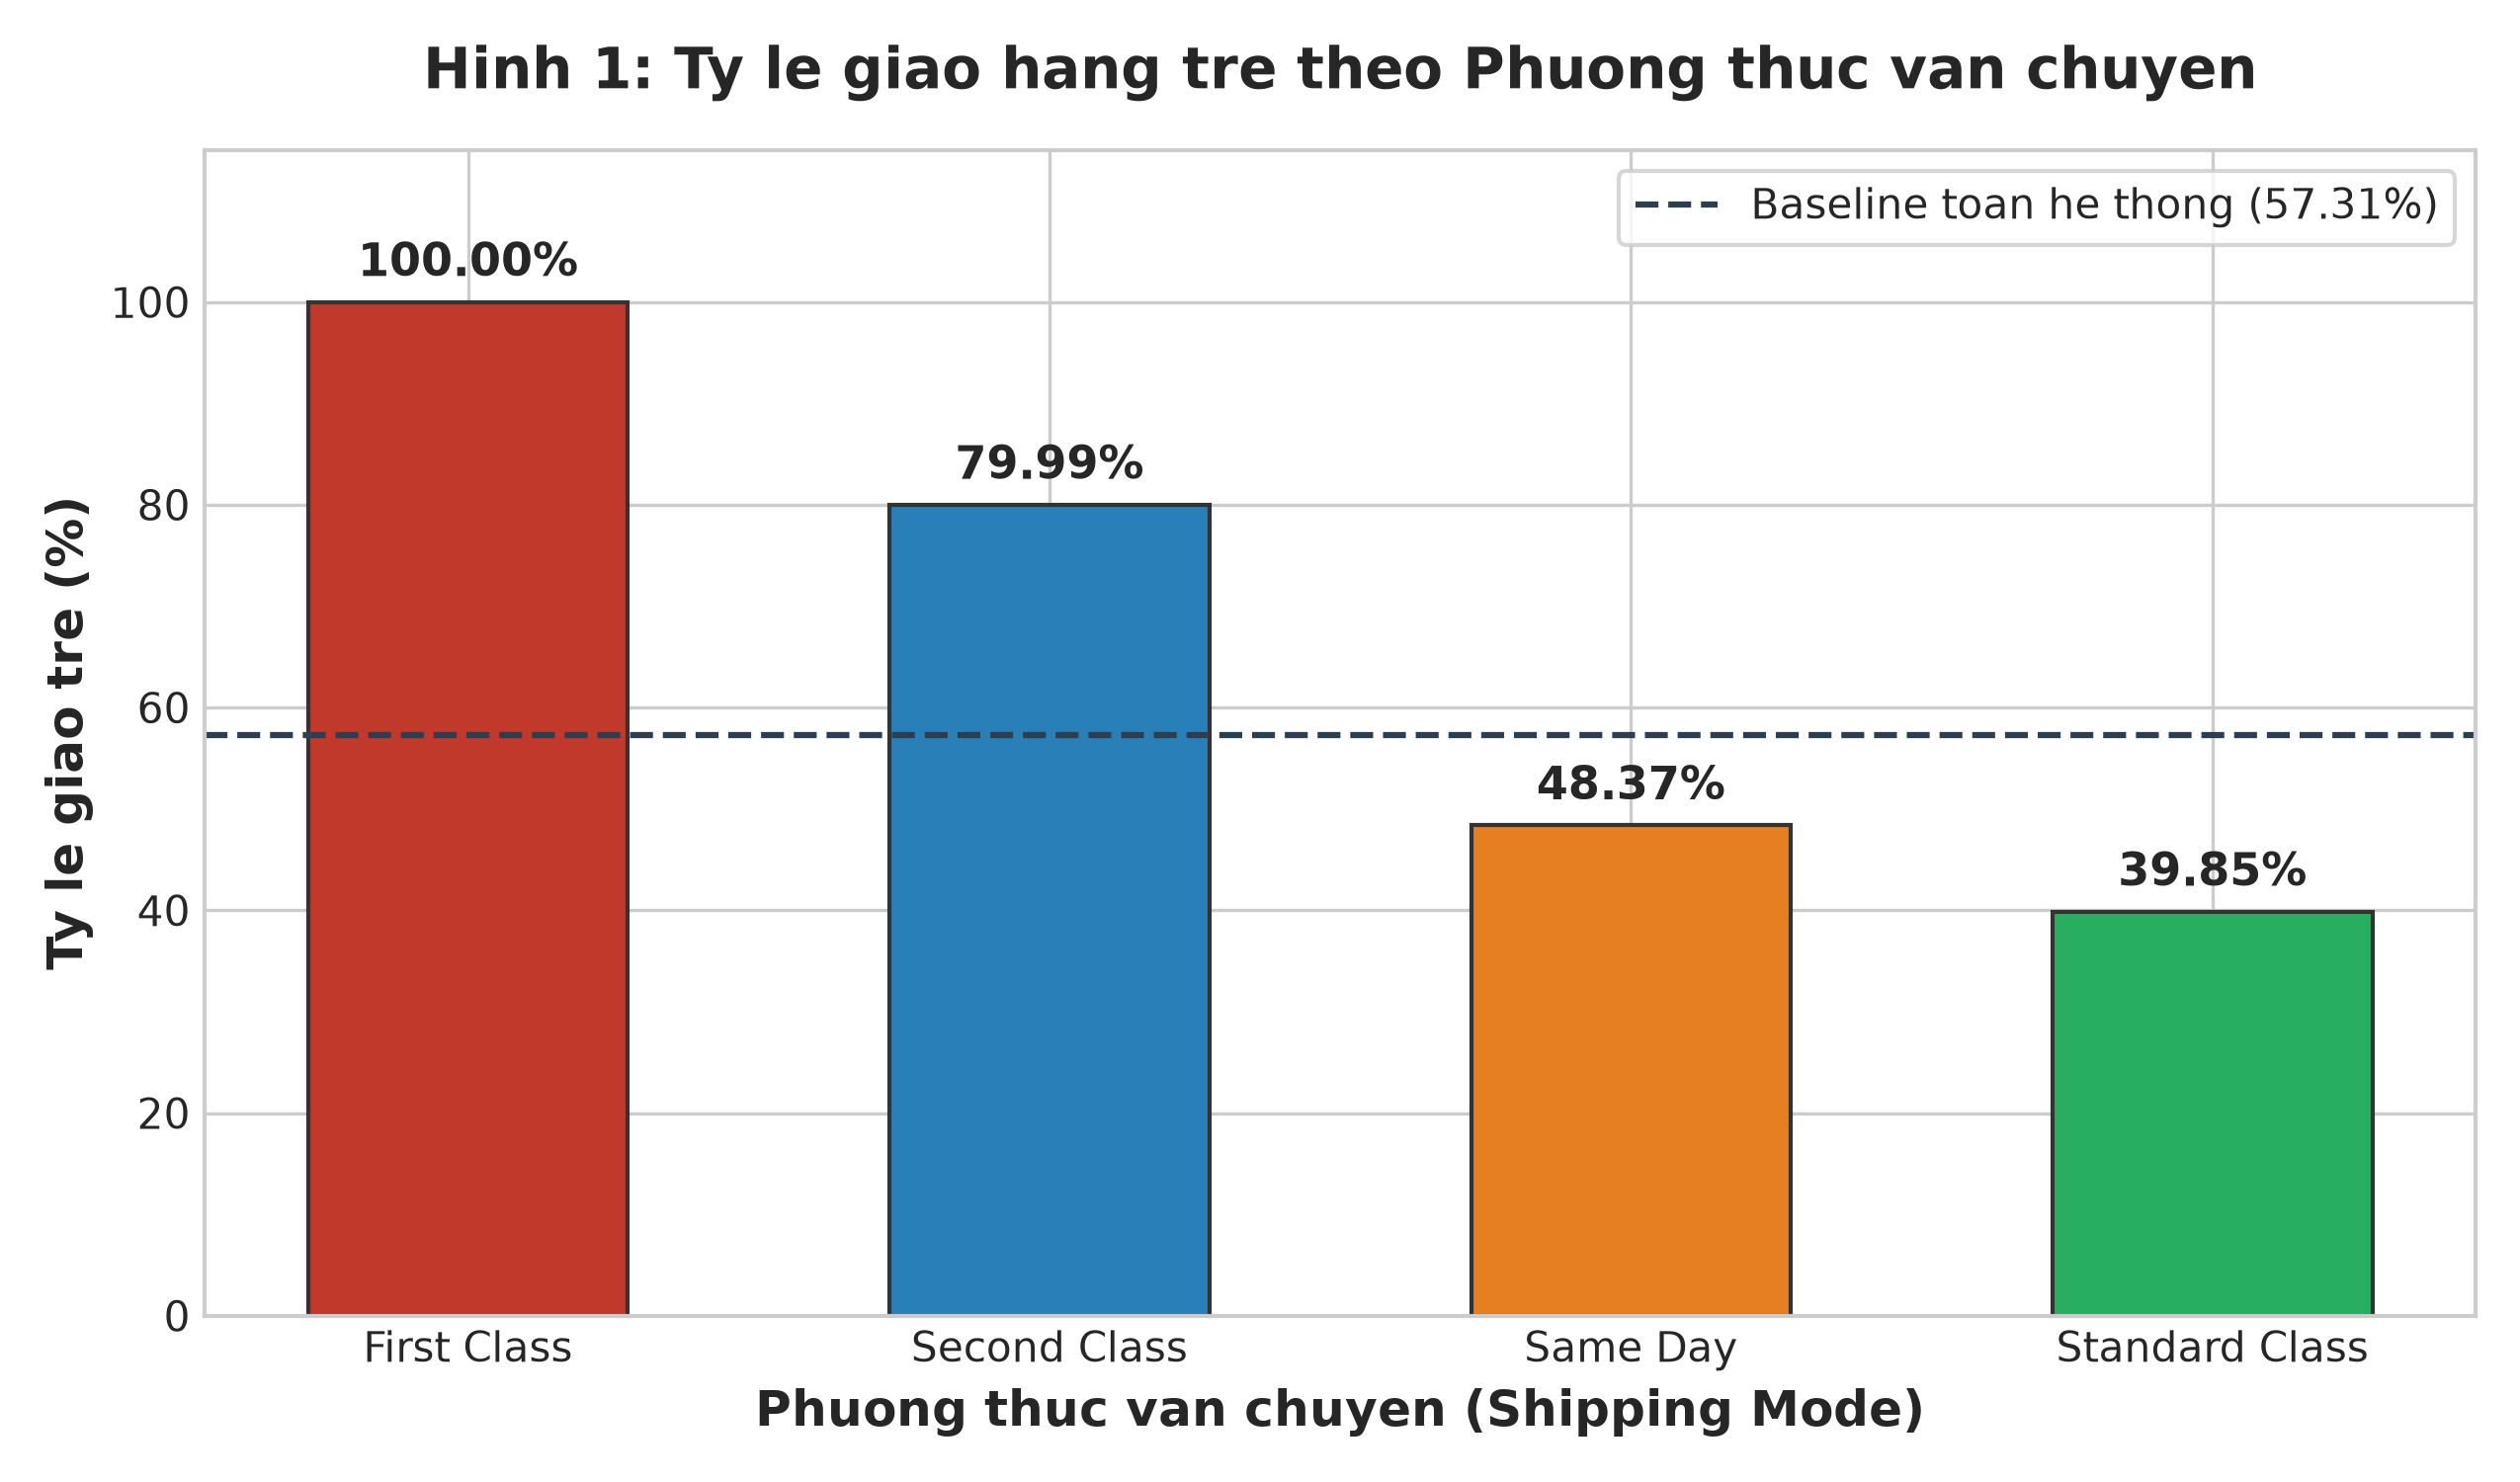 Hinh 1: Ty le giao hang tre theo Phuong thuc van chuyen
Baseline toan he thong (57.31%)
Ty le giao tre (%)
100
80
60
40
20
0
100.00%
79.99%
48.37%
39.85%
First Class
Second Class
Same Day
Standard Class
Phuong thuc van chuyen (Shipping Mode)